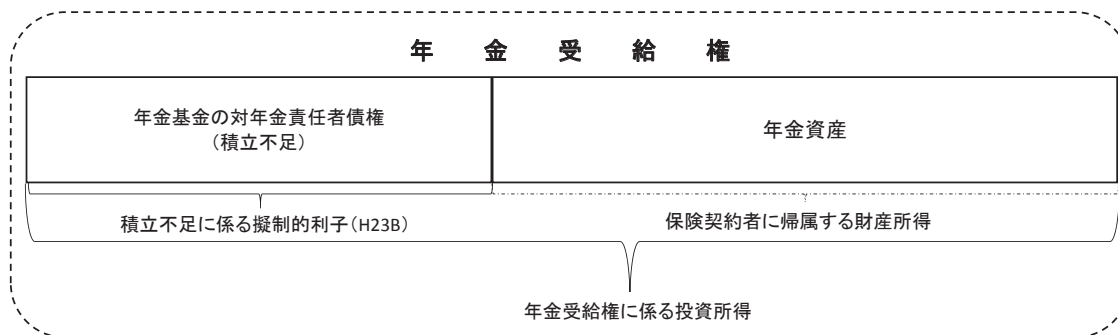 年金受給権
年金基金の対年金責任者債権
(積立不足)
年金資産
積立不足に係る擬制的利子(H23B)
保険契約者に帰属する財産所得
年金受給権に係る投資所得